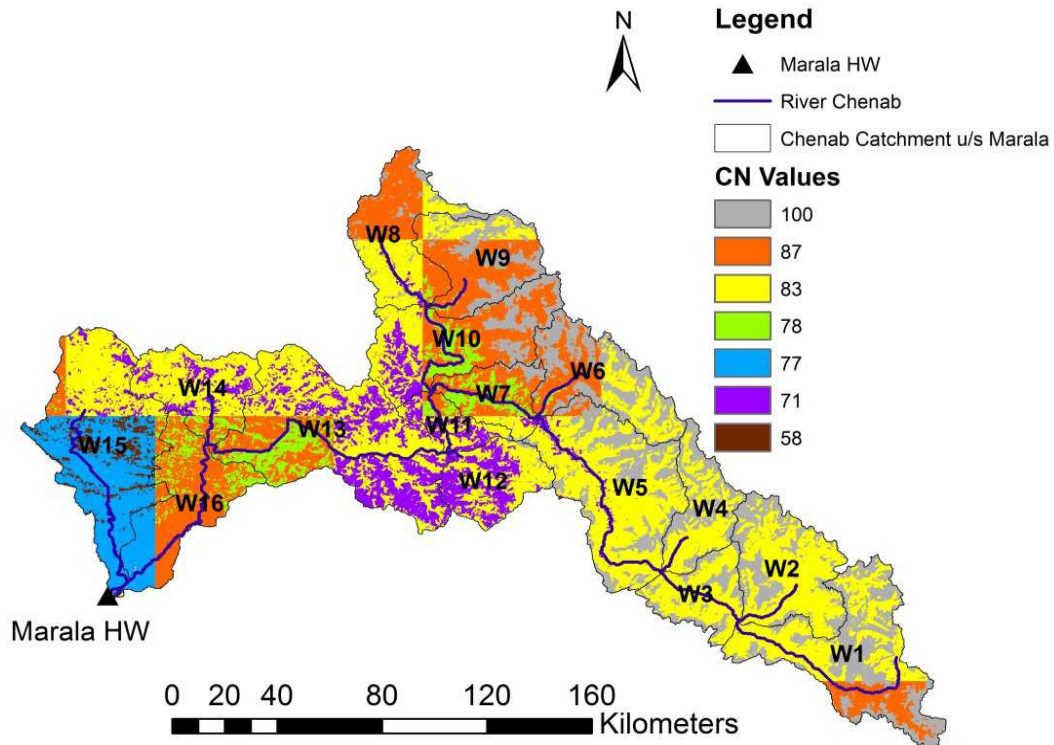 N
Legend
Marala HW
River Chenab
Chenab Catchment u/s Marala
CN Values
100
87
83
78
77
71
58
W8
W9
W10
W6
W14
W7
W13
W11
W15
W12
W16
W5
W4
W2
W3
W1
Marala HW
0 20 40 80 120 160
Kilometers